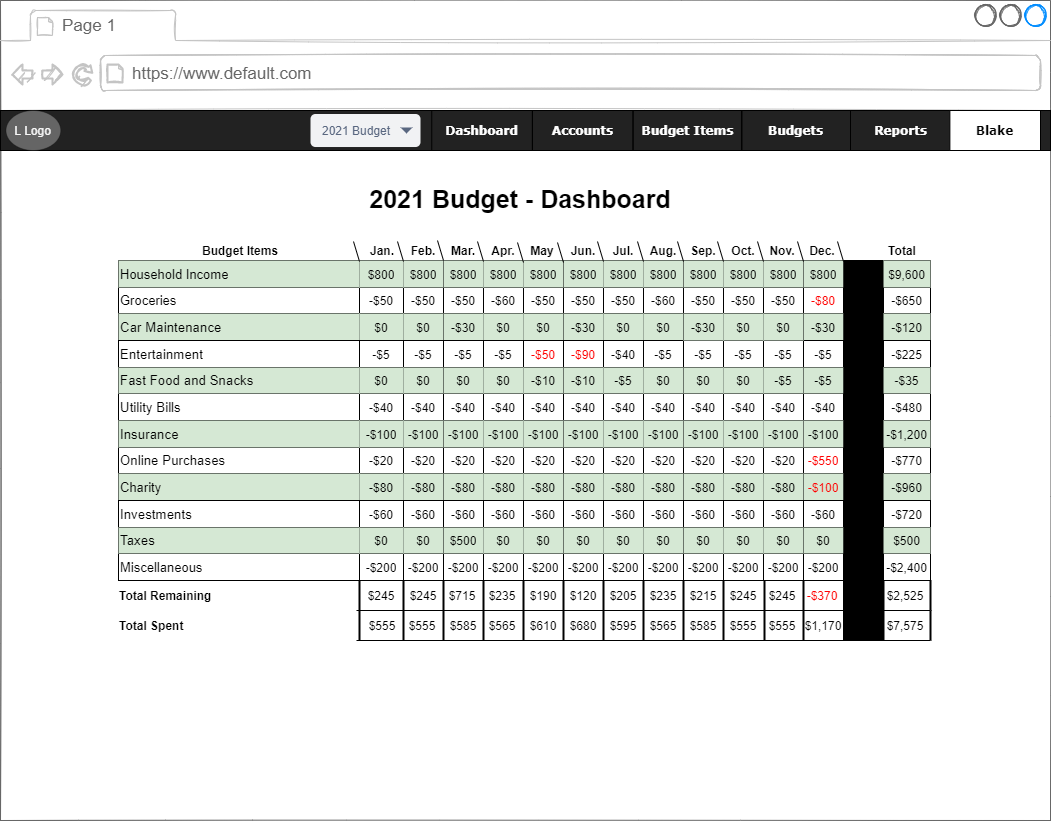 Page 1
https://www.default.com
L Logo 2021 Budget Dashboard Accounts Budget Items Budgets Reports Blake
2021 Budget - Dashboard
Budget Items Jan. Feb. Mar. Apr. May Jun. Jul. Aug. Sep. Oct. Nov. Dec. Total
Household Income $800 $800 $800 $800 $800 $800 $800 $800 $800 $800 $800 $800 $9,600
Groceries -$50 -$50 -$50 -$60 -$50 -$50 -$50 -$60 -$50 -$50 -$50 -$80 -$650
Car Maintenance $0 $0 -$30 $0 $0 -$30 $0 $0 -$30 $0 $0 -$30 -$120
Entertainment -$5 -$5 -$5 -$5 -$50 -$90 -$40 -$5 -$5 -$5 -$5 -$5 -$225
Fast Food and Snacks $0 $0 $0 $0 -$10 -$10 -$5 $0 $0 $0 -$5 -$5 -$35
Utility Bills -$40 -$40 -$40 -$40 -$40 -$40 -$40 -$40 -$40 -$40 -$40 -$40 -$480
Insurance -$100 -$100 -$100 -$100 -$100 -$100 -$100 -$100 -$100 -$100 -$100 -$100 -$1,200
Online Purchases -$20 -$20 -$20 -$20 -$20 -$20 -$20 -$20 -$20 -$20 -$20 -$550 -$770
Charity -$80 -$80 -$80 -$80 -$80 -$80 -$80 -$80 -$80 -$80 -$80 -$100 -$960
Investments -$60 -$60 -$60 -$60 -$60 -$60 -$60 -$60 -$60 -$60 -$60 -$60 -$720
Taxes $0 $0 $500 $0 $0 $0 $0 $0 $0 $0 $0 $0 $500
Miscellaneous -$200 -$200 -$200 -$200 -$200 -$200 -$200 -$200 -$200 -$200 -$200 -$200 -$2,400
Total Remaining $245 $245 $715 $235 $190 $120 $205 $235 $215 $245 $245 -$370 $2,525
Total Spent $555 $555 $585 $565 $610 $680 $595 $565 $585 $555 $555 $1,170 $7,575